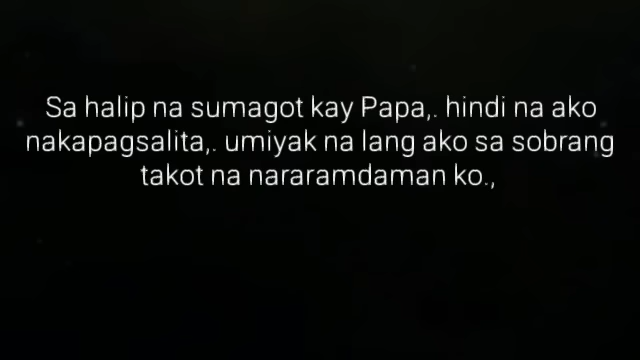 Sa halip na sumagot kay Papa,. hindi na ako
nakapagsalita,. umiyak na lang ako sa sobrang
takot na nararamdaman ko.,